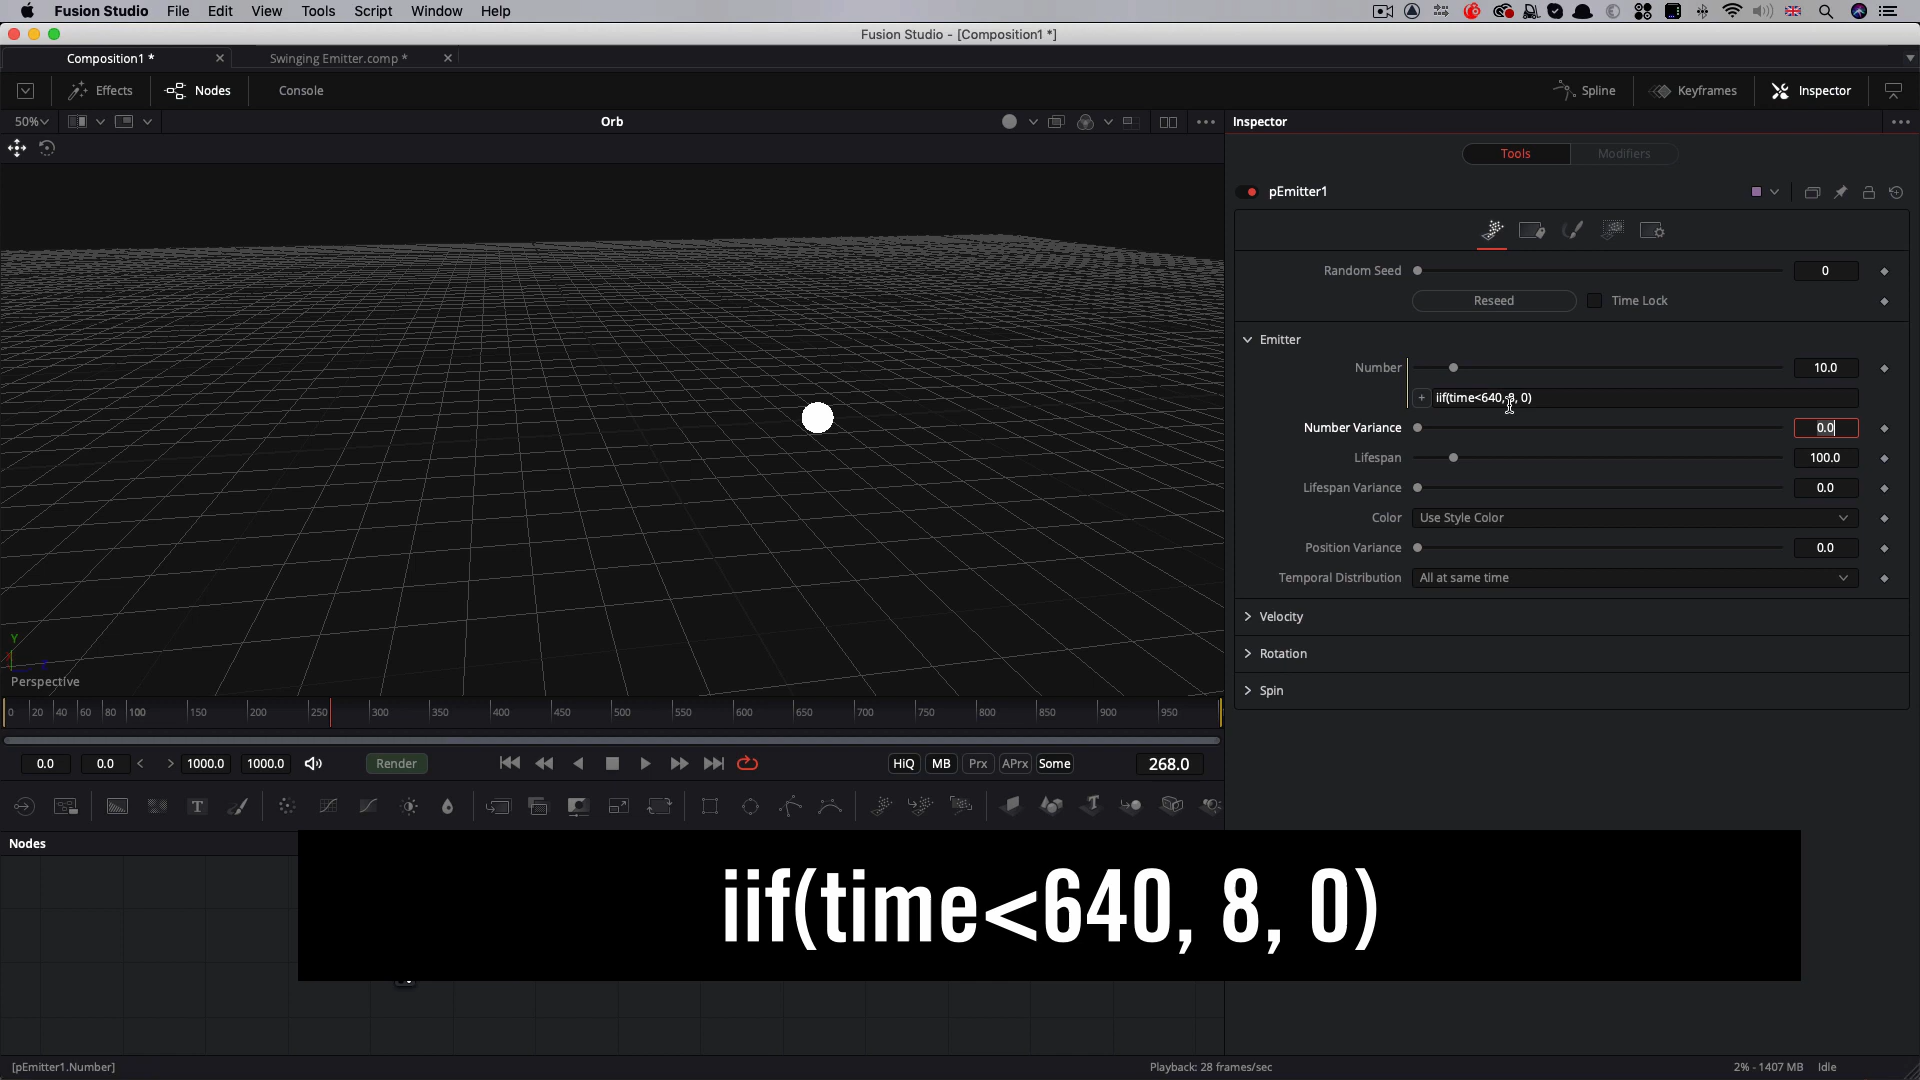 Fusion Studio File Edit View Tools Script Window Help
Fusion Studio - [Composition1 *]
Composition1 * Swinging Emitter.comp *
Effects Nodes Console Spline Keyframes Inspector
50% Orb Inspector
Tools Modifiers
pEmitter1
Random Seed 0
Reseed Time Lock
Emitter
Number 10.0
iif(time<640, 8, 0)
Number Variance 0.0
Lifespan 100.0
Lifespan Variance 0.0
Color Use Style Color
Position Variance 0.0
Temporal Distribution All at same time
Velocity
Rotation
Spin
Y
Perspective
0 20 40 60 80 100 150 200 250 300 350 400 450 500 550 600 650 700 750 800 850 900 950
0.0 0.0 < > 1000.0 1000.0 Render HiQ MB Prx APrx Some 268.0
Nodes
iif(time<640, 8, 0)
[pEmitter1.Number] Playback: 28 frames/sec 2% - 1407 MB Idle